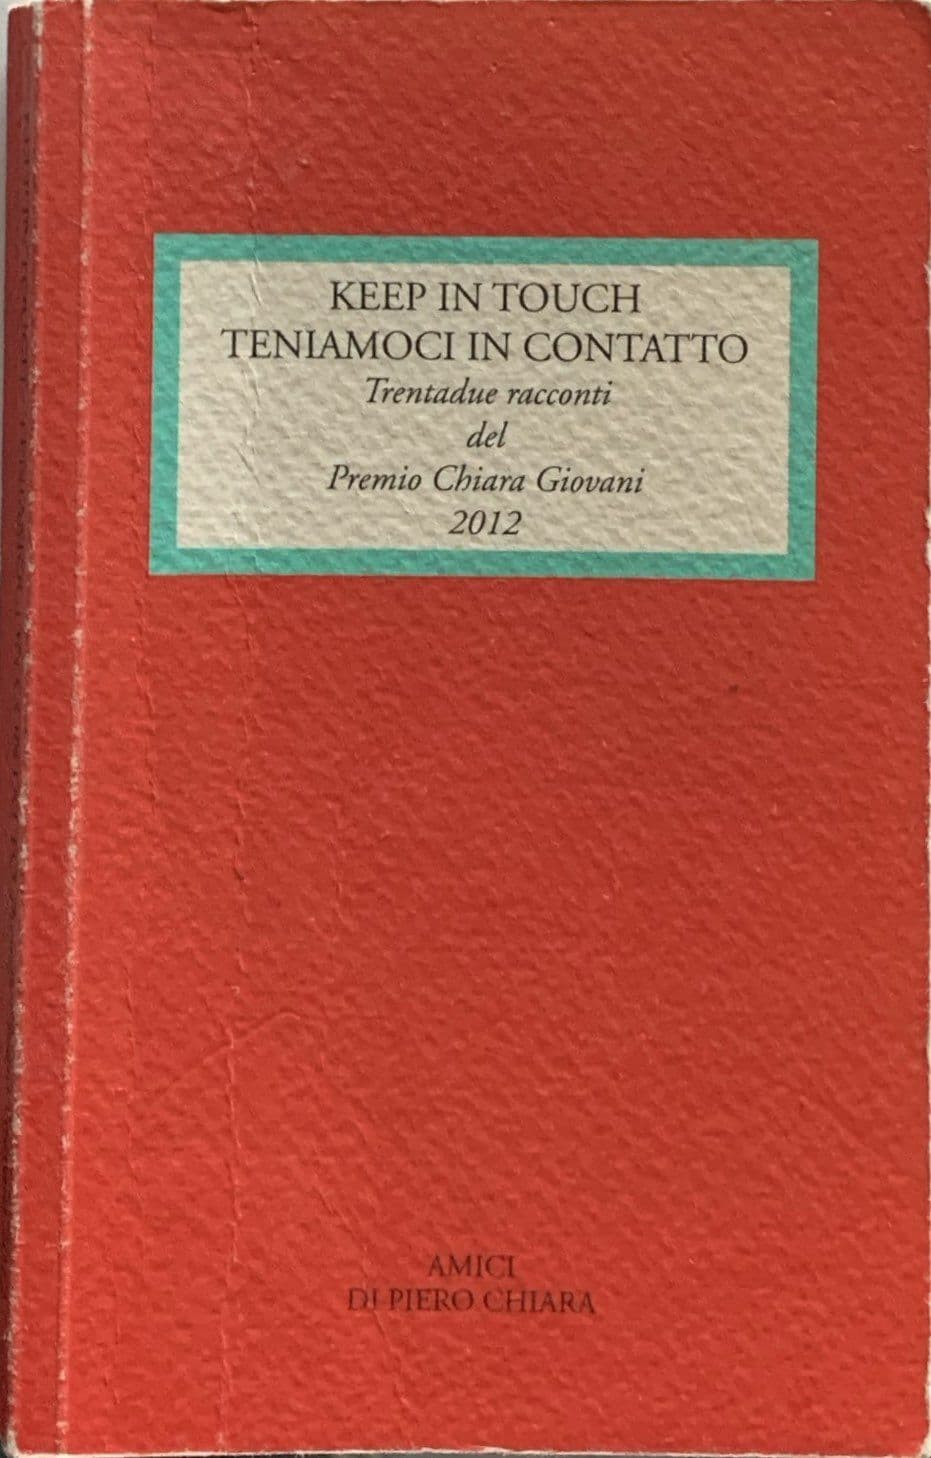 KEEP IN TOUCH
TENIAMOCI IN CONTATTO
Trentadue racconti
del
Premio Chiara Giovani
2012
AMICI
DI PIERO CHIARA